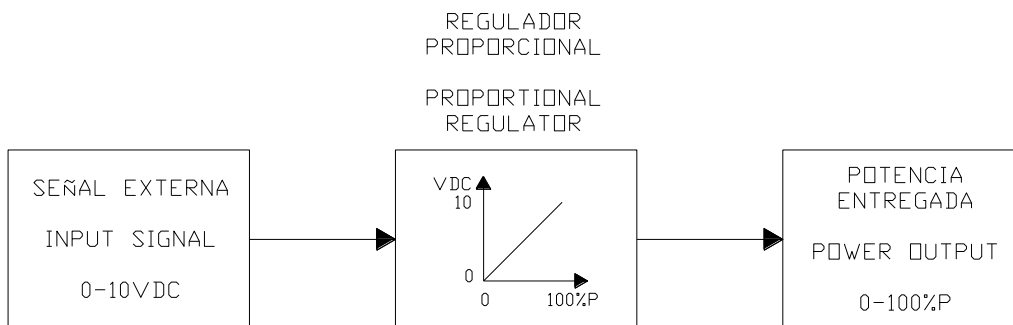 REGULADOR
PROPORCIONAL
PROPORTIONAL
REGULATOR
SEÑAL EXTERNA
INPUT SIGNAL
0-10VDC
VDC
10
0
0
100%P
POTENCIA
ENTREGADA
POWER OUTPUT
0-100%P